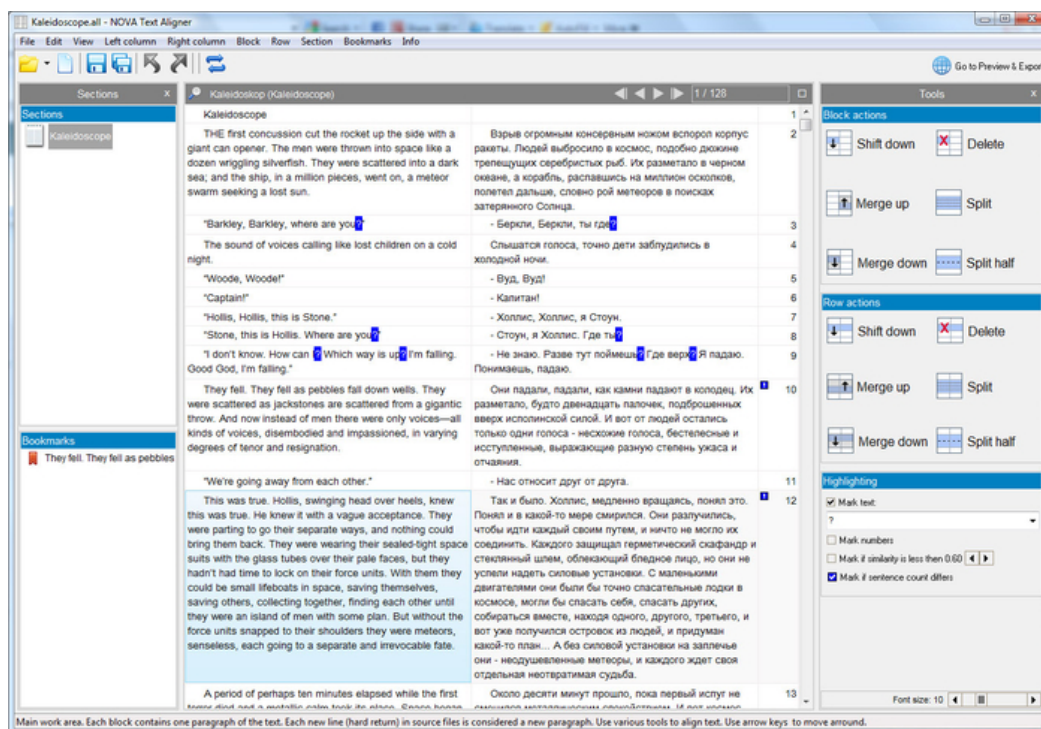 Kaleidoscope.all - NOVA Text Aligner
File Edit View Left column Right column Block Row Section Bookmarks Info
Go to Preview & Export
Sections x
Sections
Kaleidoscope
Bookmarks
They fell. They fell as pebbles
Kaleidoskop (Kaleidoscope) 1 / 128
Kaleidoscope 1
THE first concussion cut the rocket up the side with a
giant can opener. The men were thrown into space like a
dozen wriggling silverfish. They were scattered into a dark
sea; and the ship, in a million pieces, went on, a meteor
swarm seeking a lost sun.
Взрыв огромным консервным ножом вспорол корпус 2
ракеты. Людей выбросило в космос, подобно дюжине
трепещущих серебристых рыб. Их разметало в черном
океане, а корабль, распавшись на миллион осколков,
полетел дальше, словно рой метеоров в поисках
затерянного Солнца.
"Barkley, Barkley, where are you?"
- Беркли, Беркли, ты где? 3
The sound of voices calling like lost children on a cold
night.
Слышатся голоса, точно дети заблудились в 4
холодной ночи.
"Woode, Woode!"
- Вуд, Вуд! 5
"Captain!"
- Капитан! 6
"Hollis, Hollis, this is Stone."
- Холлис, Холлис, я Стоун. 7
"Stone, this is Hollis. Where are you?"
- Стоун, я Холлис. Где ты? 8
"I don't know. How can ? Which way is up? I'm falling.
Good God, I'm falling."
- Не знаю. Разве тут поймешь? Где верх? Я падаю. 9
Понимаешь, падаю.
They fell. They fell as pebbles fall down wells. They
were scattered as jackstones are scattered from a gigantic
throw. And now instead of men there were only voices—all
kinds of voices, disembodied and impassioned, in varying
degrees of tenor and resignation.
Они падали, падали, как камни падают в колодец. Их ! 10
разметало, будто двенадцать палочек, подброшенных
вверх исполинской силой. И вот от людей остались
только одни голоса - несхожие голоса, бестелесные и
исступленные, выражающие разную степень ужаса и
отчаяния.
"We're going away from each other."
- Нас относит друг от друга. 11
This was true. Hollis, swinging head over heels, knew
this was true. He knew it with a vague acceptance. They
were parting to go their separate ways, and nothing could
bring them back. They were wearing their sealed-tight space
suits with the glass tubes over their pale faces, but they
hadn't had time to lock on their force units. With them they
could be small lifeboats in space, saving themselves,
saving others, collecting together, finding each other until
they were an island of men with some plan. But without the
force units snapped to their shoulders they were meteors,
senseless, each going to a separate and irrevocable fate.
Так и было. Холлис, медленно вращаясь, понял это. ! 12
Понял и в какой-то мере смирился. Они разлучились,
чтобы идти каждый своим путем, и ничто не могло их
соединить. Каждого защищал герметический скафандр и
стеклянный шлем, облекающий бледное лицо, но они не
успели надеть силовые установки. С маленькими
двигателями они были бы точно спасательные лодки в
космосе, могли бы спасать себя, спасать других,
собираться вместе, находя одного, другого, третьего, и
вот уже получился островок из людей, и придуман
какой-то план... А без силовой установки на заплечье
они - неодушевленные метеоры, и каждого ждет своя
отдельная неотвратимая судьба.
A period of perhaps ten minutes elapsed while the first
terror died and a metallic calm took its place. Space began
Около десяти минут прошло, пока первый испуг не 13
сменился металлическим спокойствием. И вот космос
Tools x
Block actions
Shift down Delete
Merge up Split
Merge down Split half
Row actions
Shift down Delete
Merge up Split
Merge down Split half
Highlighting
Mark text:
?
Mark numbers
Mark if similarity is less then 0.60
Mark if sentence count differs
Font size: 10
Main work area. Each block contains one paragraph of the text. Each new line (hard return) in source files is considered a new paragraph. Use various tools to align text. Use arrow keys to move arround.